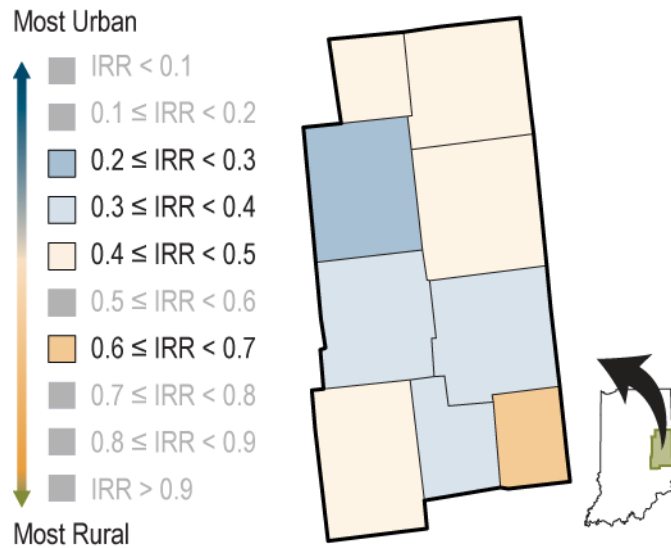 Most Urban
IRR < 0.1
0.1 ≤ IRR < 0.2
0.2 ≤ IRR < 0.3
0.3 ≤ IRR < 0.4
0.4 ≤ IRR < 0.5
0.5 ≤ IRR < 0.6
0.6 ≤ IRR < 0.7
0.7 ≤ IRR < 0.8
0.8 ≤ IRR < 0.9
IRR > 0.9
Most Rural